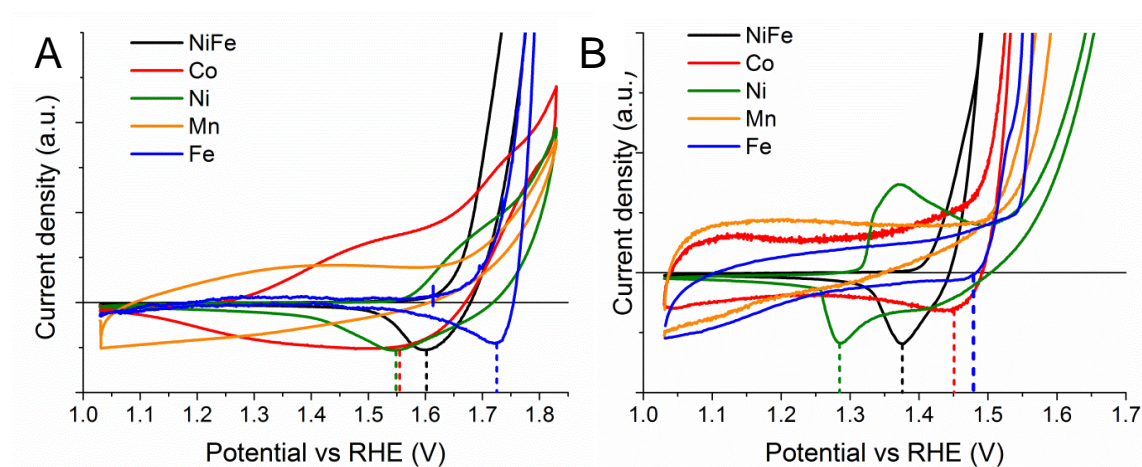 A
NiFe
Co
Ni
Mn
Fe
Current density (a.u.)
1.0 1.1 1.2 1.3 1.4 1.5 1.6 1.7 1.8
Potential vs RHE (V)
B
NiFe
Co
Ni
Mn
Fe
Current density (a.u.)
1.0 1.1 1.2 1.3 1.4 1.5 1.6 1.7
Potential vs RHE (V)